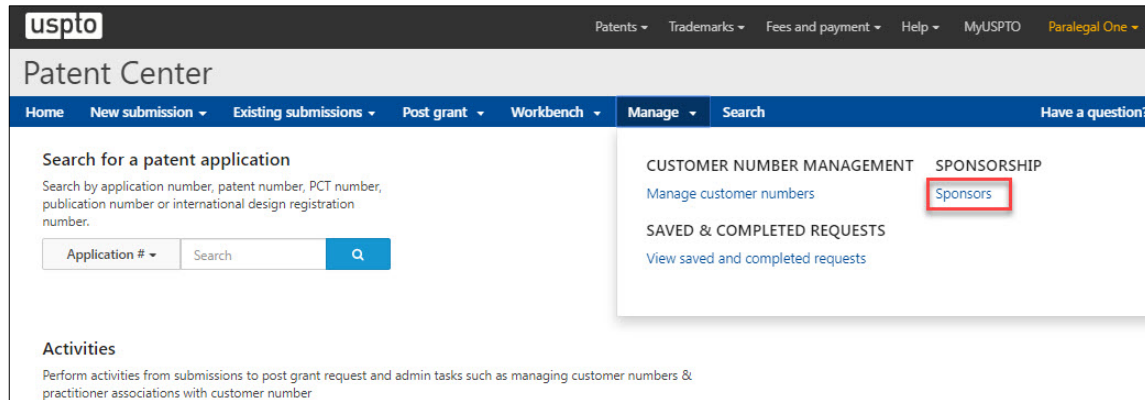 uspto
Patents Trademarks Fees and payment Help MyUSPTO Paralegal One
Patent Center
Home New submission Existing submissions Post grant Workbench Manage Search Have a question?
Search for a patent application
Search by application number, patent number, PCT number,
publication number or international design registration
number.
Application # Search
CUSTOMER NUMBER MANAGEMENT SPONSORSHIP
Manage customer numbers Sponsors
SAVED & COMPLETED REQUESTS
View saved and completed requests
Activities
Perform activities from submissions to post grant request and admin tasks such as managing customer numbers &
practitioner associations with customer number